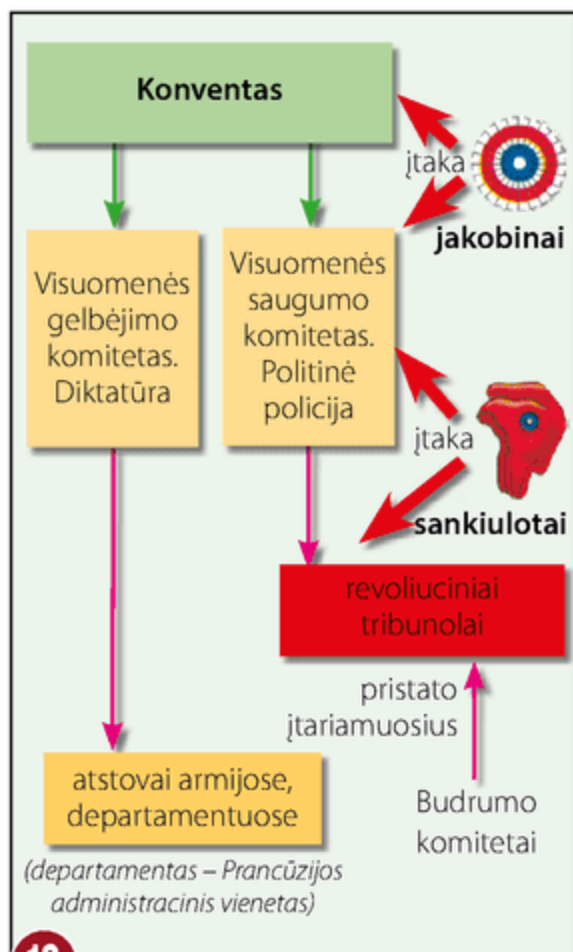 Konventas
įtaka
jakobinai
Visuomenės
gelbėjimo
komitetas.
Diktatūra
Visuomenės
saugumo
komitetas.
Politinė
policija
įtaka
sankiulotai
revoliuciniai
tribunolai
pristato
įtariamuosius
Budrumo
komitetai
atstovai armijose,
departamentuose
(departamentas – Prancūzijos
administracinis vienetas)